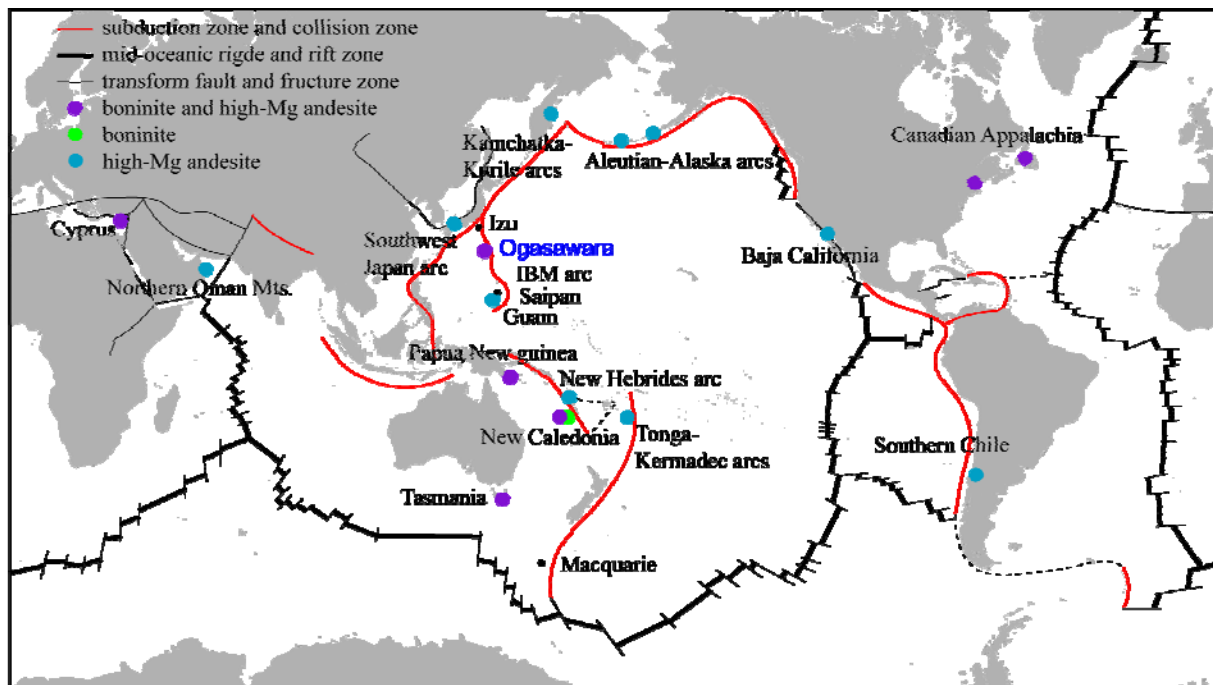 subduction zone and collision zone
mid-oceanic rigde and rift zone
transform fault and fructure zone
boninite and high-Mg andesite
boninite
high-Mg andesite
Canadian Appalachia
Kamchatka-
Kurile arcs
Aleutian-Alaska arcs
Cyprus
Izu
Southwest
Japan arc
Ogasawara
Baja California
IBM arc
Northern Oman Mts.
Saipan
Guam
Papua New guinea
New Hebrides arc
New Caledonia
Tonga-
Kermadec arcs
Southern Chile
Tasmania
Macquarie